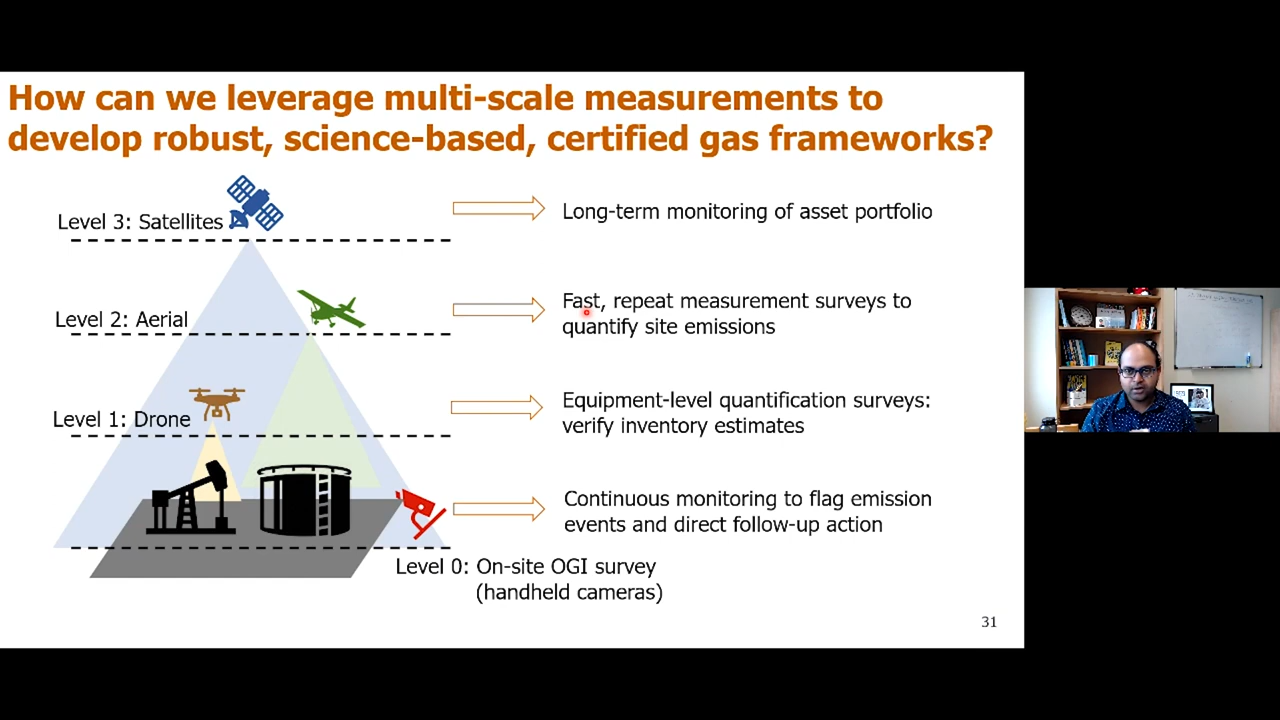 How can we leverage multi-scale measurements to
develop robust, science-based, certified gas frameworks?
Level 3: Satellites
Long-term monitoring of asset portfolio
Level 2: Aerial
Fast, repeat measurement surveys to
quantify site emissions
Level 1: Drone
Equipment-level quantification surveys:
verify inventory estimates
Continuous monitoring to flag emission
events and direct follow-up action
Level 0: On-site OGI survey
(handheld cameras)
31